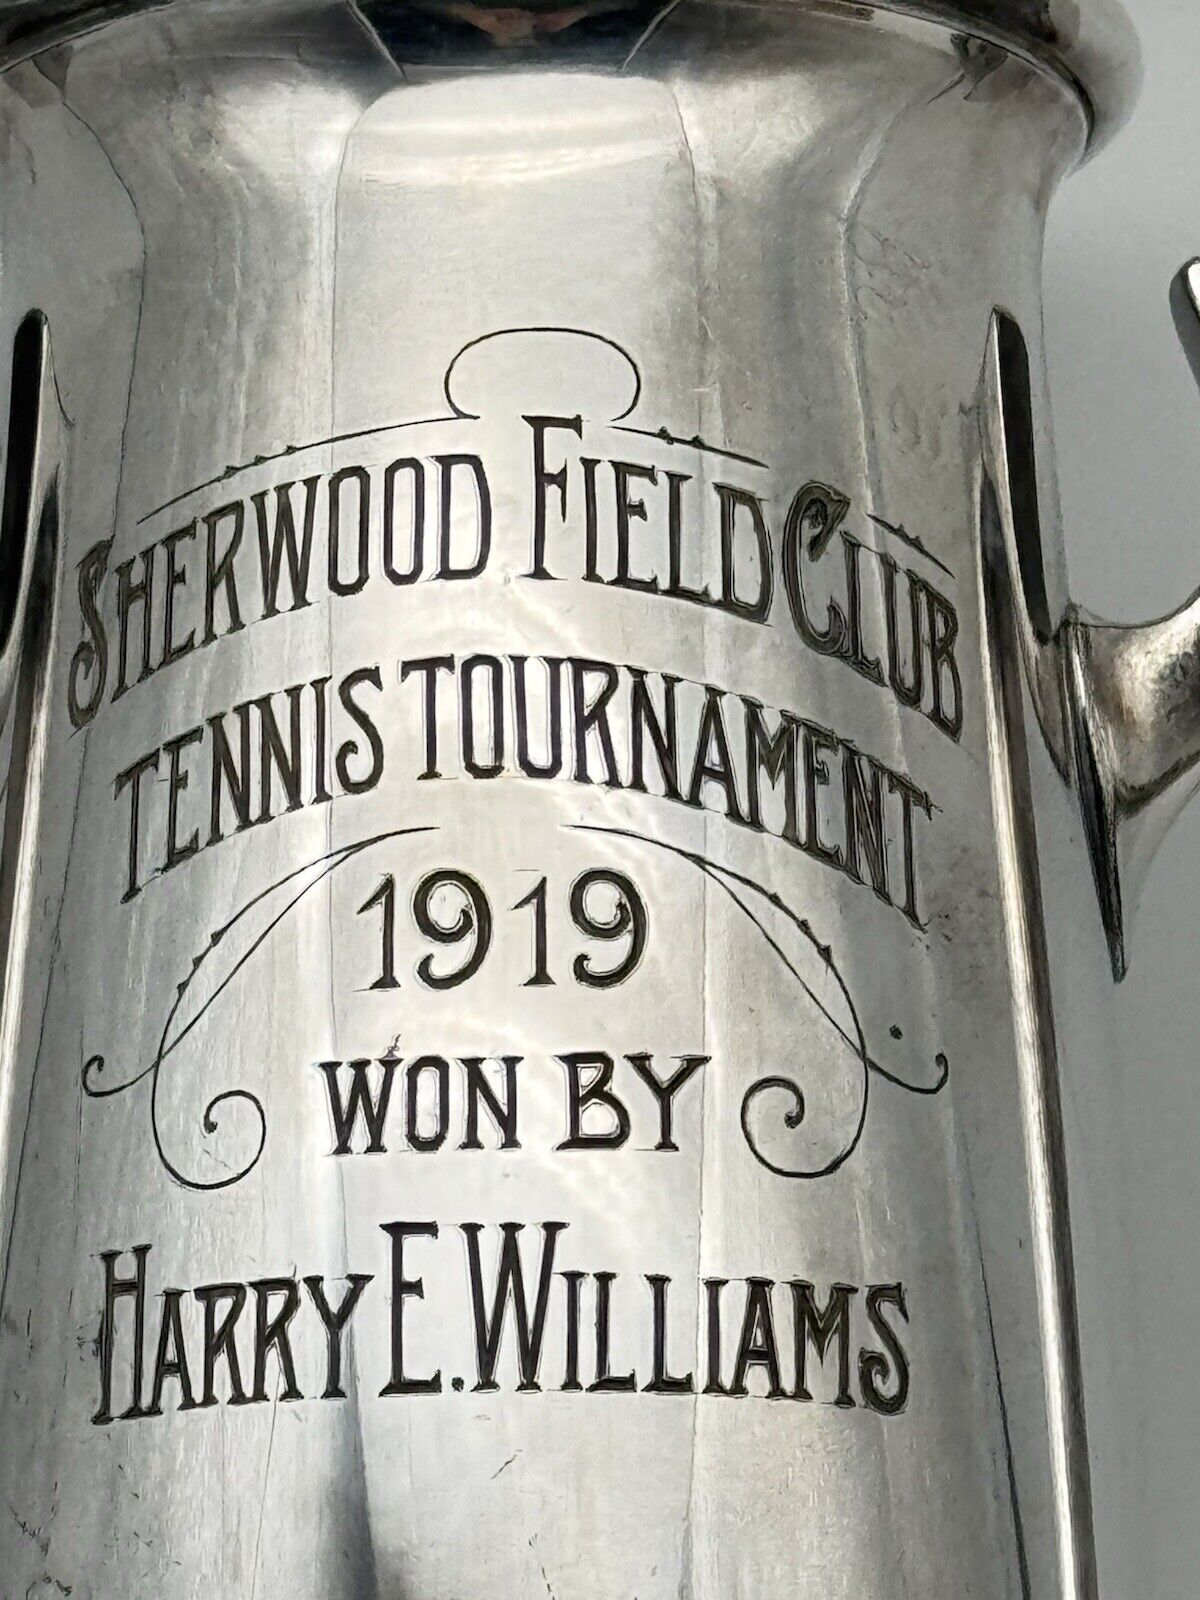 SHERWOOD FIELD CLUB
TENNIS TOURNAMENT
1919
WON BY
HARRY E. WILLIAMS